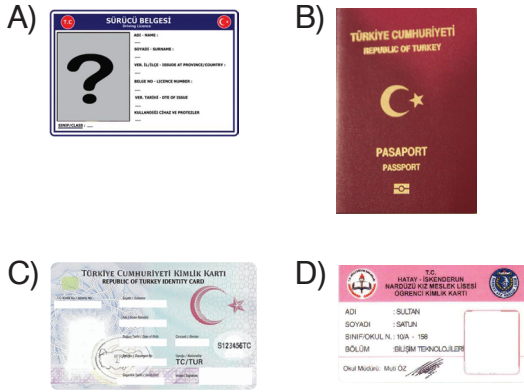 A)
T.C
SÜRÜCÜ BELGESİ
Driving Licence
ADI - NAME :
SOYADI - SURNAME :
VER. İL/İLÇE - ISSUDE AT PROVINCE/COUNTRY :
BELGE NO - LICENCE NUMBER :
VER. TARİHİ - DTE OF ISSUE
KULLANDIĞI CİHAZ VE PROTEZLER
SINIF/CLASS :
?
B)
TÜRKİYE CUMHURİYETİ
REPUBLIC OF TURKEY
PASAPORT
PASSPORT
C)
TÜRKİYE CUMHURİYETİ KİMLİK KARTI
REPUBLIC OF TURKEY IDENTITY CARD
S123456TC
TC/TUR
D)
T.C.
HATAY - İSKENDERUN
NARDÜZÜ KIZ MESLEK LİSESİ
ÖĞRENCİ KİMLİK KARTI
ADI : SULTAN
SOYADI : SATUN
SINIF/OKUL N. : 10/A - 158
BÖLÜM : BİLİŞİM TEKNOLOJİLERİ
Okul Müdürü: Muti ÖZ